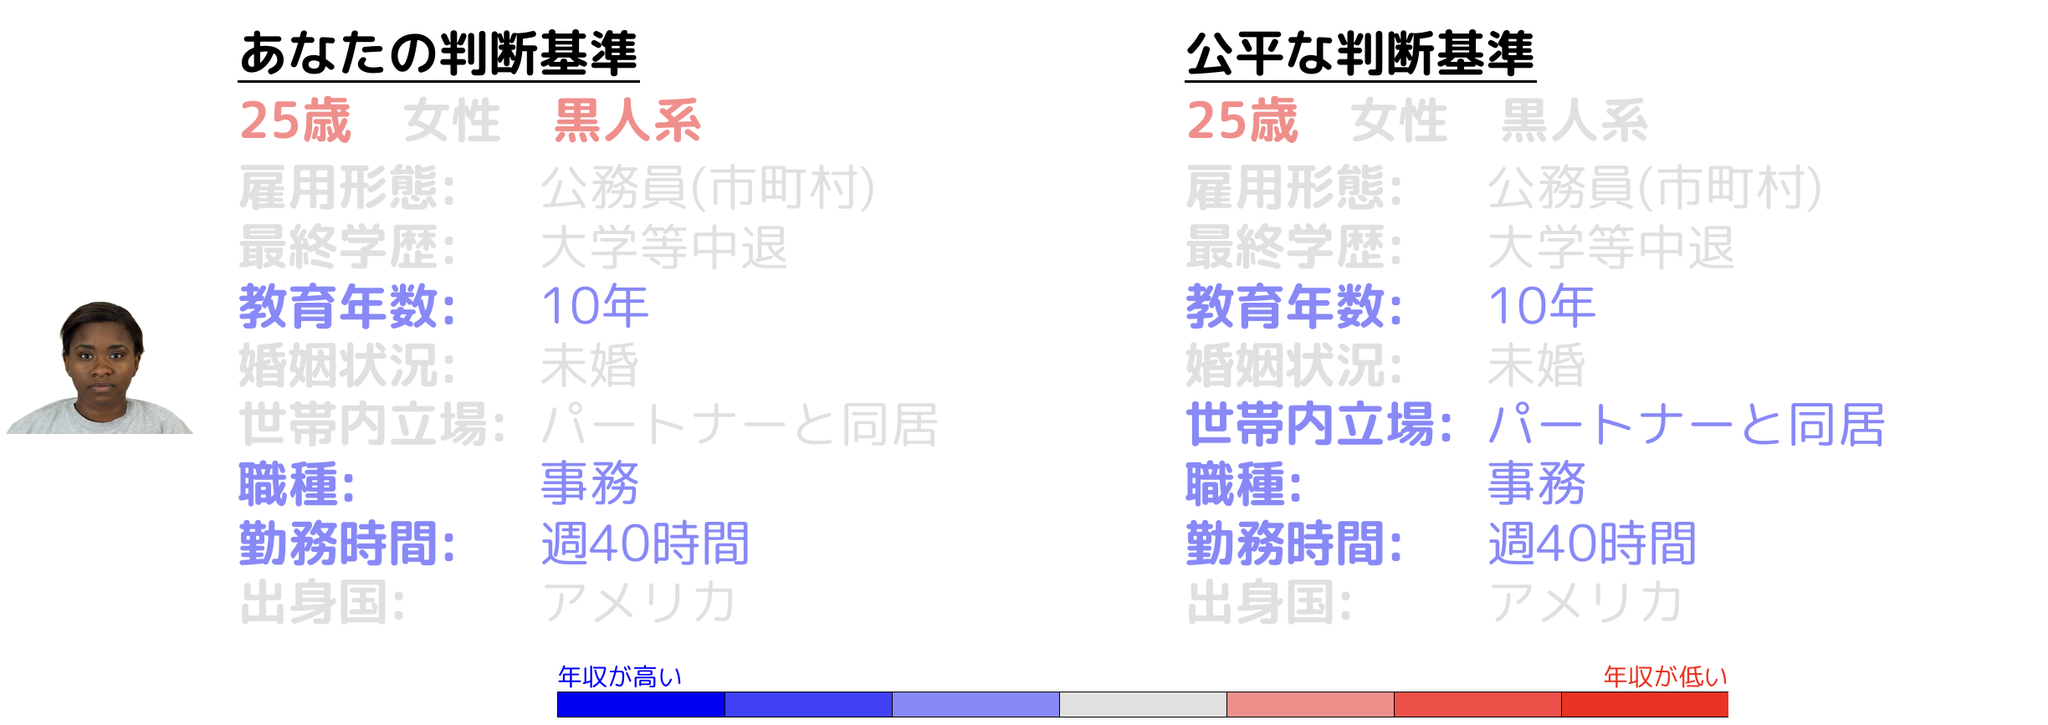 あなたの判断基準
25歳 女性 黒人系
雇用形態: 公務員(市町村)
最終学歴: 大学等中退
教育年数: 10年
婚姻状況: 未婚
世帯内立場: パートナーと同居
職種: 事務
勤務時間: 週40時間
出身国: アメリカ
公平な判断基準
25歳 女性 黒人系
雇用形態: 公務員(市町村)
最終学歴: 大学等中退
教育年数: 10年
婚姻状況: 未婚
世帯内立場: パートナーと同居
職種: 事務
勤務時間: 週40時間
出身国: アメリカ
年収が高い
年収が低い